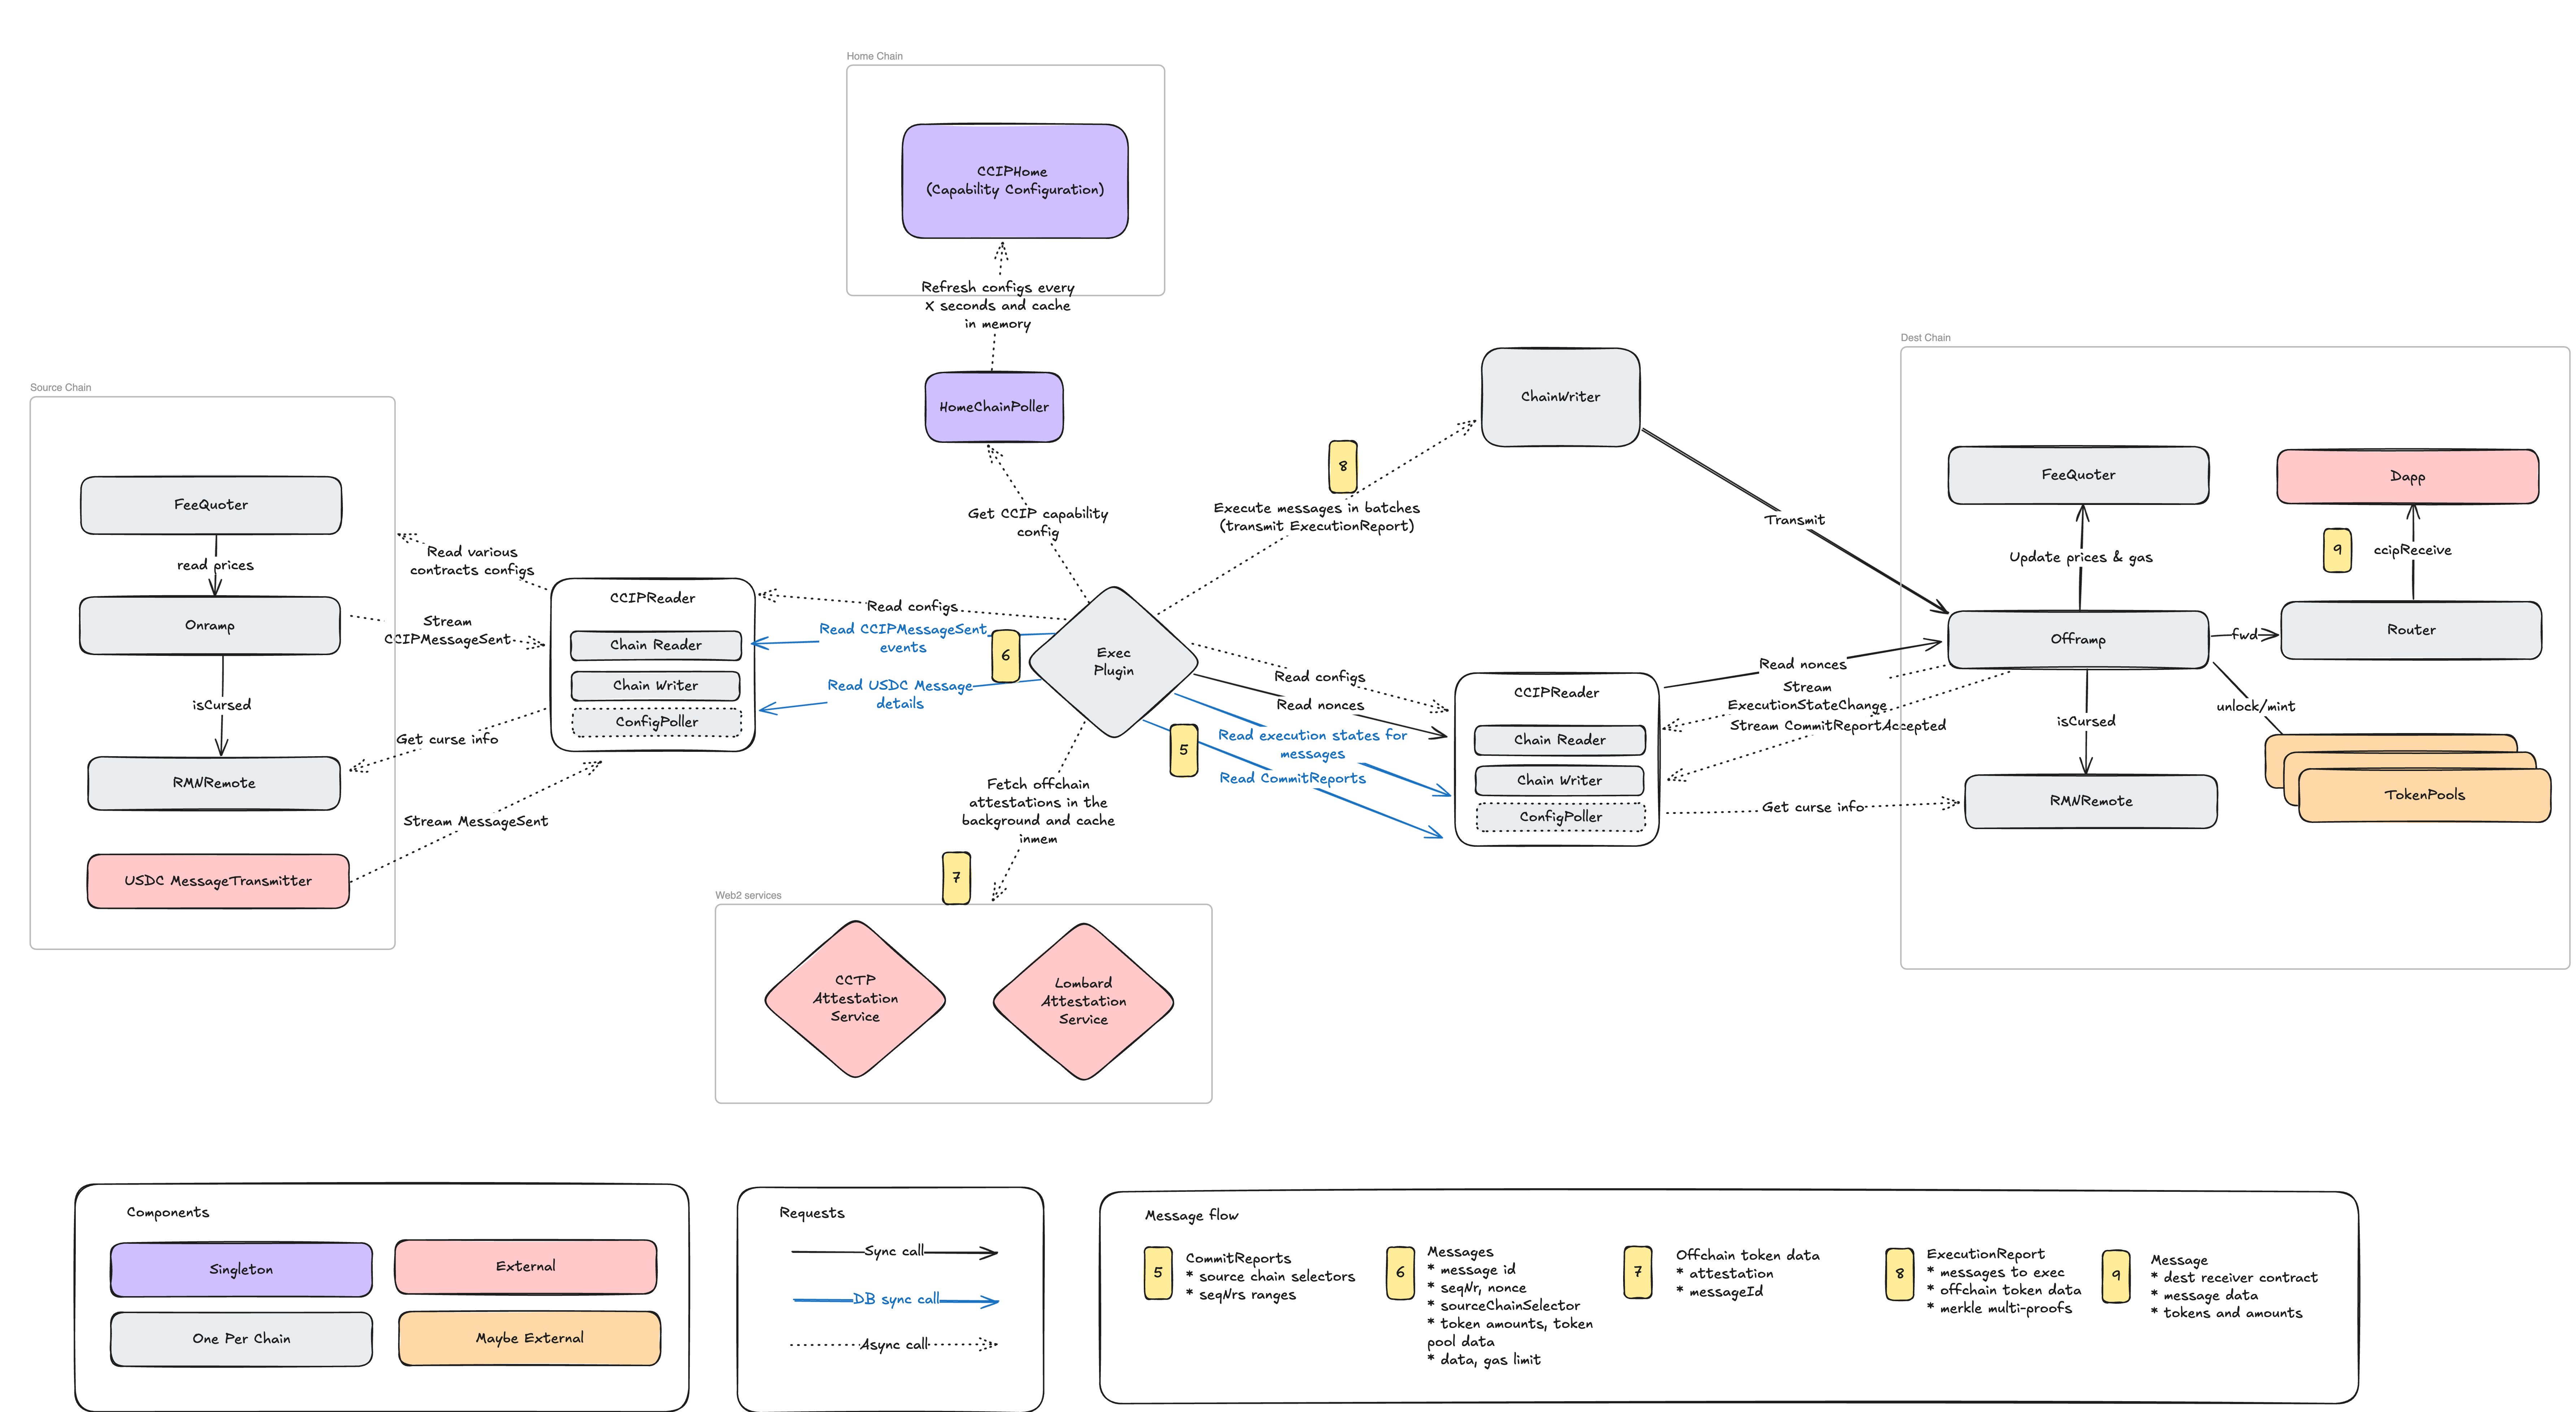 Home Chain
CCIPHome
(Capability Configuration)
Refresh configs every
X seconds and cache
in memory
HomeChainPoller
Get CCIP capability
config
Source Chain
FeeQuoter
read prices
Onramp
isCursed
RMNRemote
USDC MessageTransmitter
Read various
contracts configs
Stream
CCIPMessageSent
Get curse info
Stream MessageSent
CCIPReader
Chain Reader
Chain Writer
ConfigPoller
Read configs
Read CCIPMessageSent
events
6
Read USDC Message
details
Exec
Plugin
8
Execute messages in batches
(transmit ExecutionReport)
ChainWriter
Transmit
Read configs
Read nonces
5
Read execution states for
messages
Read CommitReports
Fetch offchain
attestations in the
background and cache
inmem
7
Web2 services
CCTP
Attestation
Service
Lombard
Attestation
Service
CCIPReader
Chain Reader
Chain Writer
ConfigPoller
Read nonces
Stream
ExecutionStateChange
Stream CommitReportAccepted
Get curse info
Dest Chain
FeeQuoter
Dapp
Update prices & gas
9
ccipReceive
Offramp
fwd
Router
isCursed
unlock/mint
RMNRemote
TokenPools
Components
Singleton
External
One Per Chain
Maybe External
Requests
Sync call
DB sync call
Async call
Message flow
5
CommitReports
* source chain selectors
* seqNrs ranges
6
Messages
* message id
* seqNr, nonce
* sourceChainSelector
* token amounts, token
pool data
* data, gas limit
7
Offchain token data
* attestation
* messageId
8
ExecutionReport
* messages to exec
* offchain token data
* merkle multi-proofs
9
Message
* dest receiver contract
* message data
* tokens and amounts